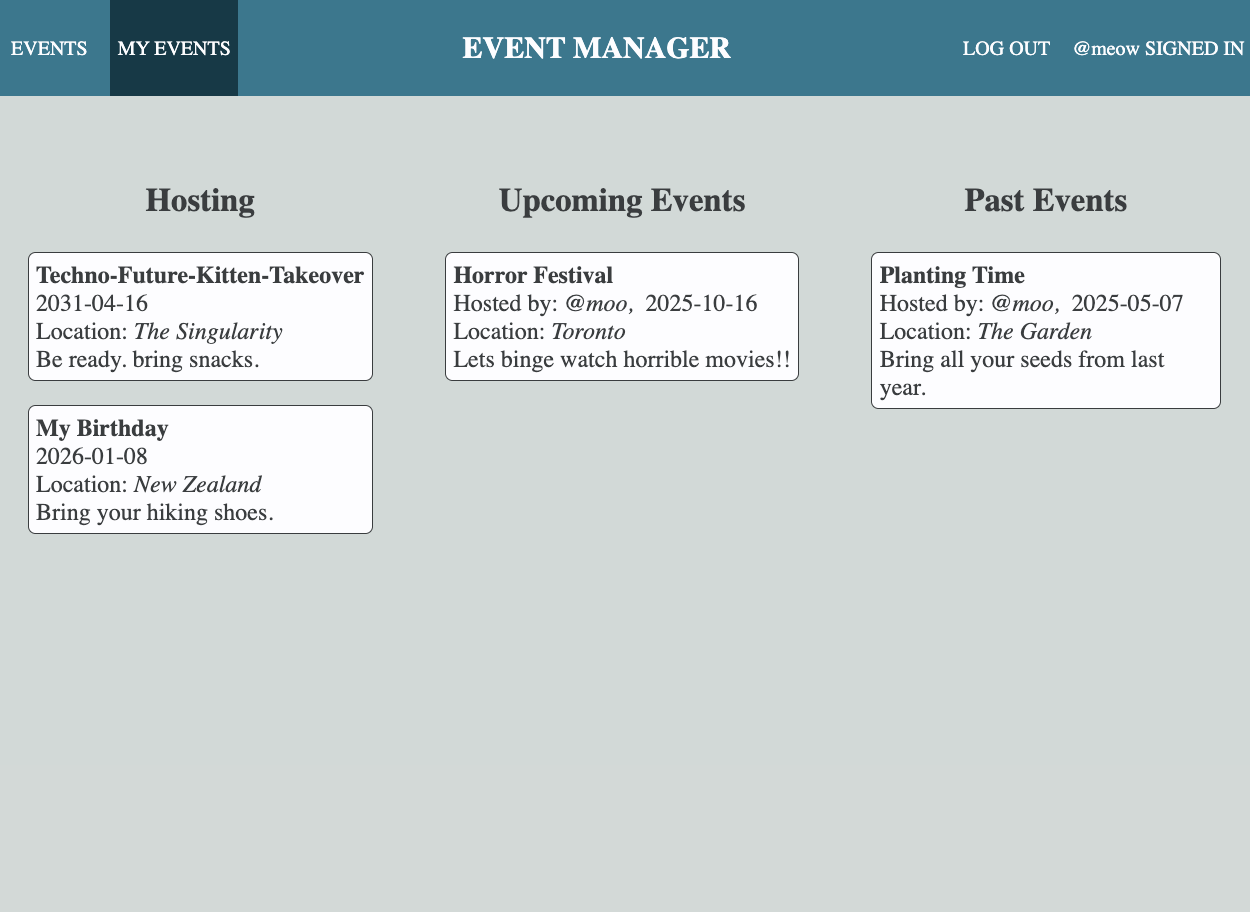 EVENTS
MY EVENTS
EVENT MANAGER
LOG OUT
@meow SIGNED IN
Hosting
Techno-Future-Kitten-Takeover
2031-04-16
Location: The Singularity
Be ready. bring snacks.
My Birthday
2026-01-08
Location: New Zealand
Bring your hiking shoes.
Upcoming Events
Horror Festival
Hosted by: @moo, 2025-10-16
Location: Toronto
Lets binge watch horrible movies!!
Past Events
Planting Time
Hosted by: @moo, 2025-05-07
Location: The Garden
Bring all your seeds from last
year.